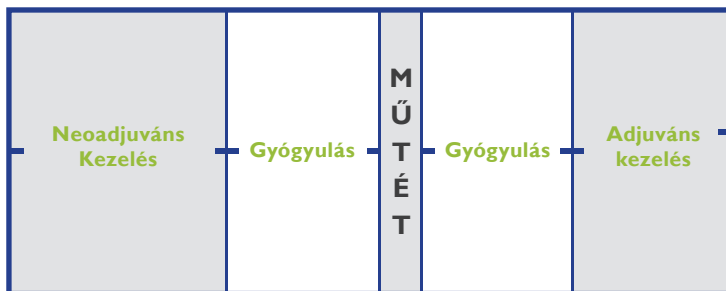 Neoadjuváns
Kezelés
Gyógyulás
M
Ű
T
É
T
Gyógyulás
Adjuváns
kezelés